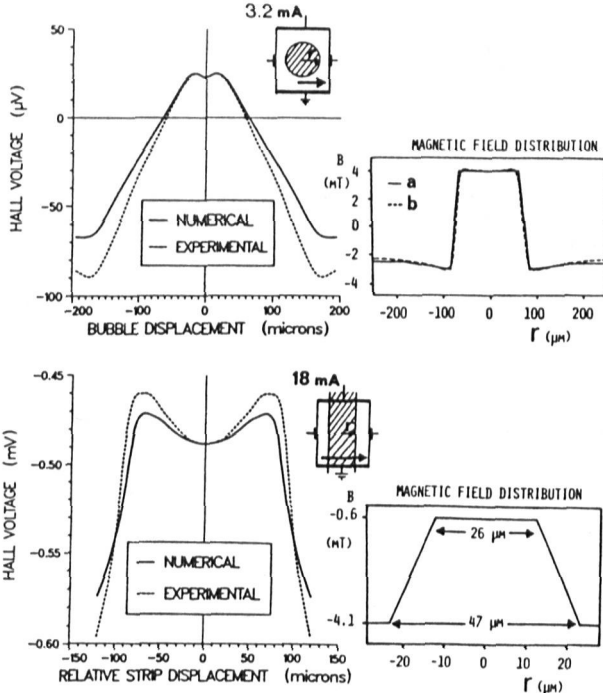 3.2 mA
50
25
0
-25
-50
-75
-100
HALL VOLTAGE (μV)
NUMERICAL
EXPERIMENTAL
-200 -100 0 100 200
BUBBLE DISPLACEMENT (microns)
r
MAGNETIC FIELD DISTRIBUTION
B
(MT)
4
2
0
-2
-4
a
b
-200 -100 0 100 200
r (μM)
18 mA
-0.45
-0.50
-0.55
-0.60
HALL VOLTAGE (mV)
NUMERICAL
EXPERIMENTAL
-150 -100 -50 0 50 100 150
RELATIVE STRIP DISPLACEMENT (microns)
r
MAGNETIC FIELD DISTRIBUTION
B
-0.6
(MT)
-4.1
26 μM
47 μM
-20 -10 0 10 20
r (μM)